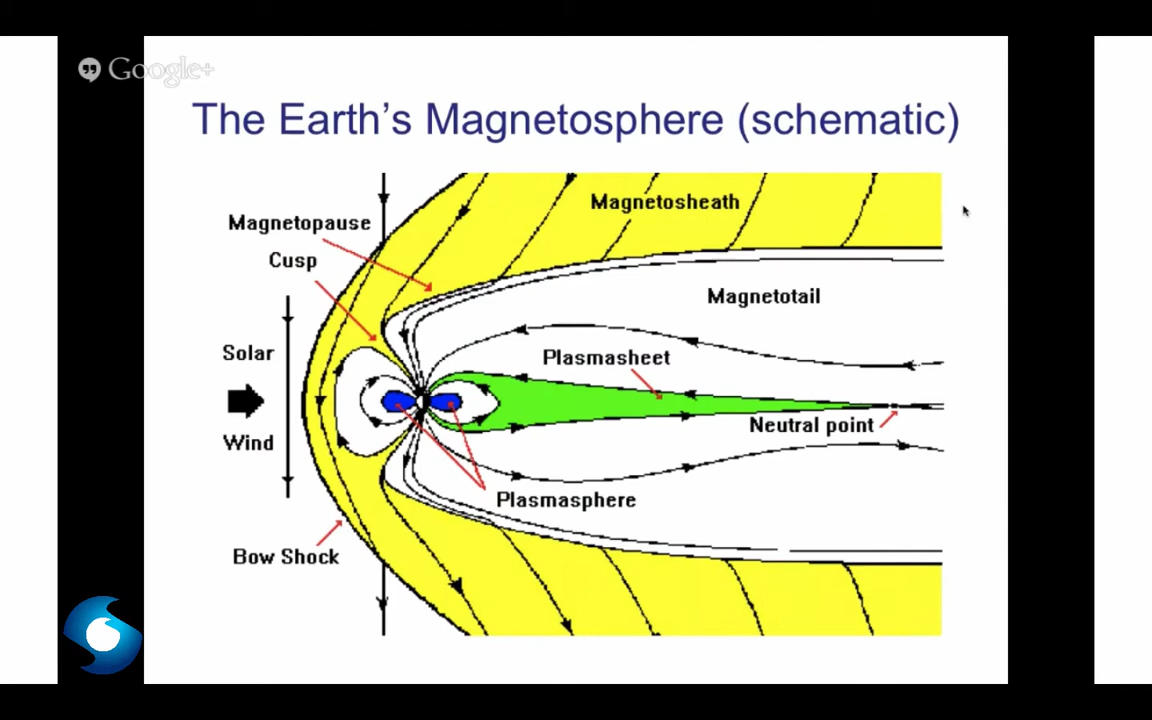 Google+
The Earth's Magnetosphere (schematic)
Magnetosheath
Magnetopause
Cusp
Magnetotail
Solar
Plasmasheet
Neutral point
Wind
Plasmasphere
Bow Shock